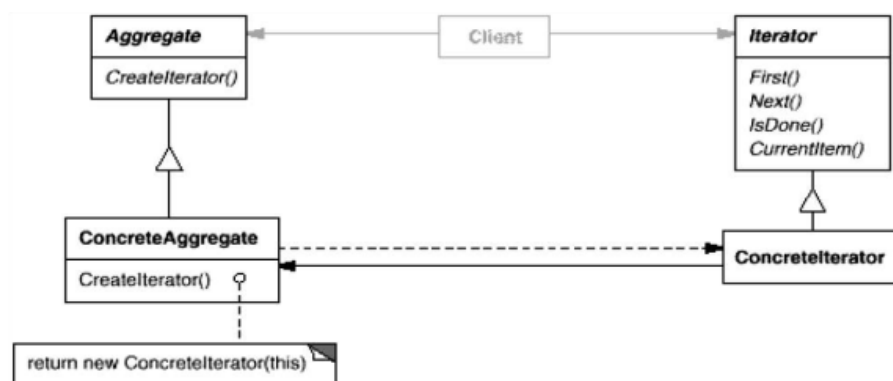 Aggregate
CreateIterator()
Client
Iterator
First()
Next()
IsDone()
CurrentItem()
ConcreteAggregate
CreateIterator()
ConcreteIterator
return new ConcreteIterator(this)